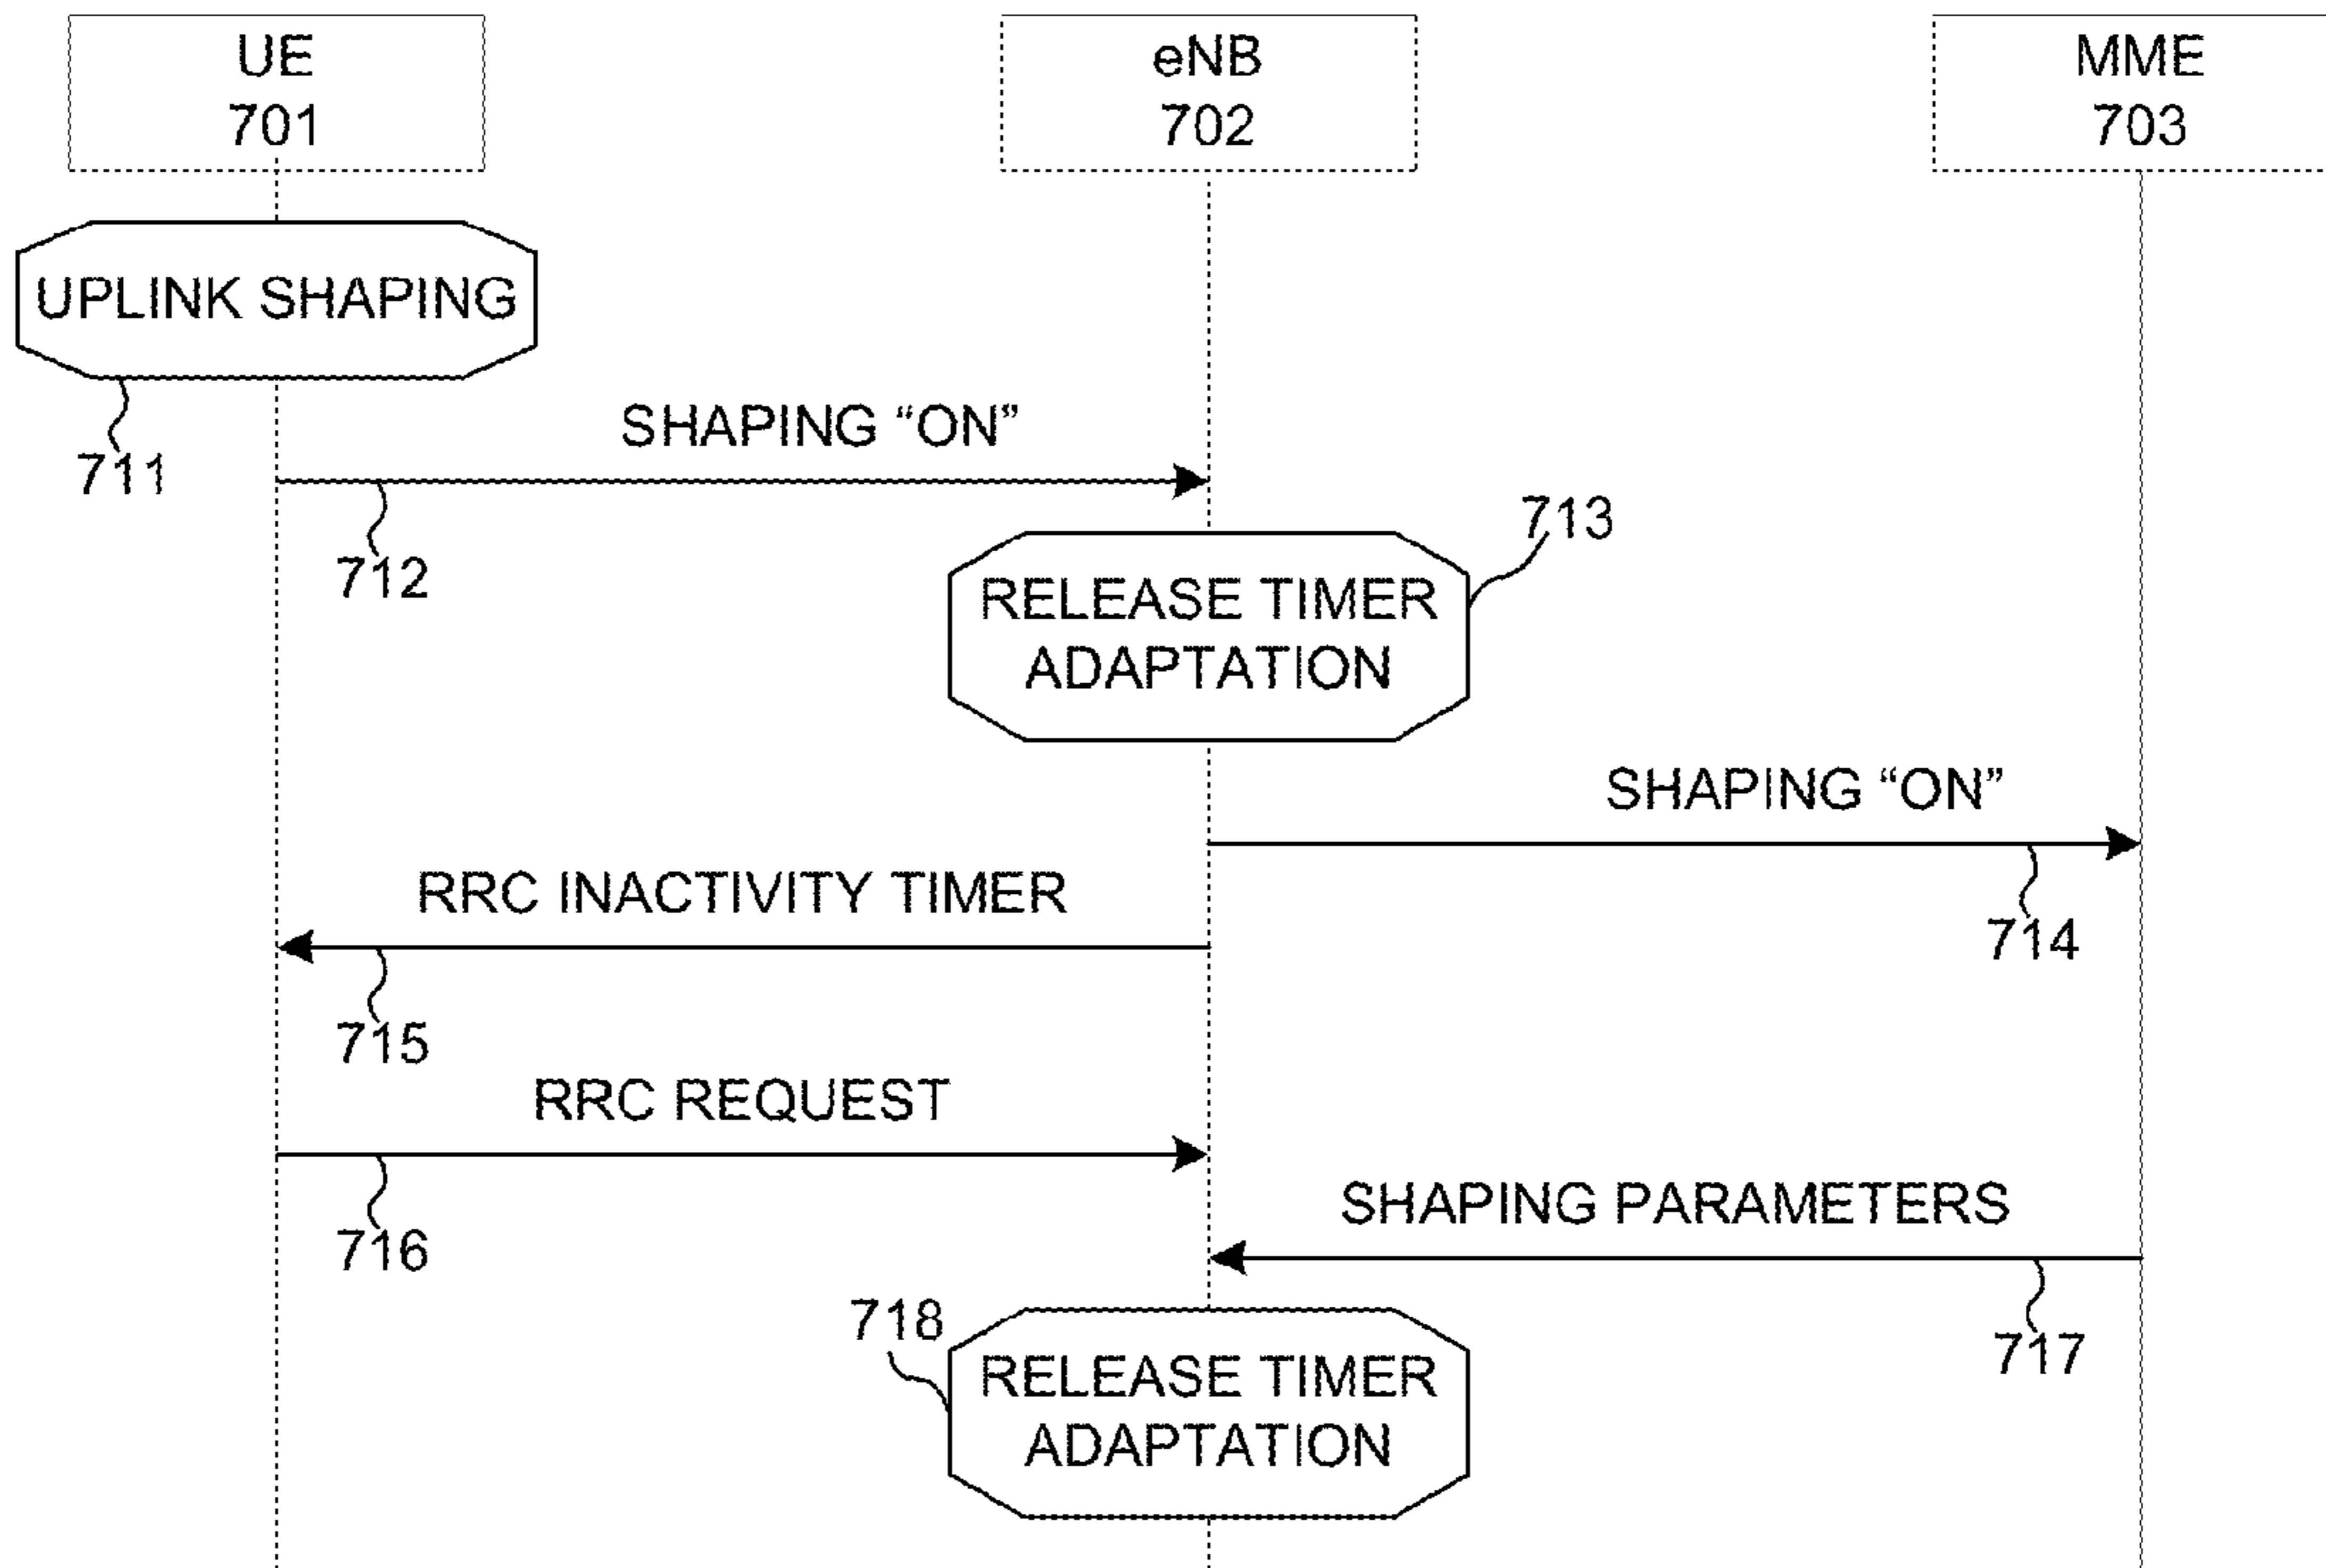 UE
701
eNB
702
MME
703
UPLINK SHAPING
711
SHAPING “ON”
712
713
RELEASE TIMER
ADAPTATION
SHAPING “ON”
714
RRC INACTIVITY TIMER
715
RRC REQUEST
716
SHAPING PARAMETERS
717
718
RELEASE TIMER
ADAPTATION